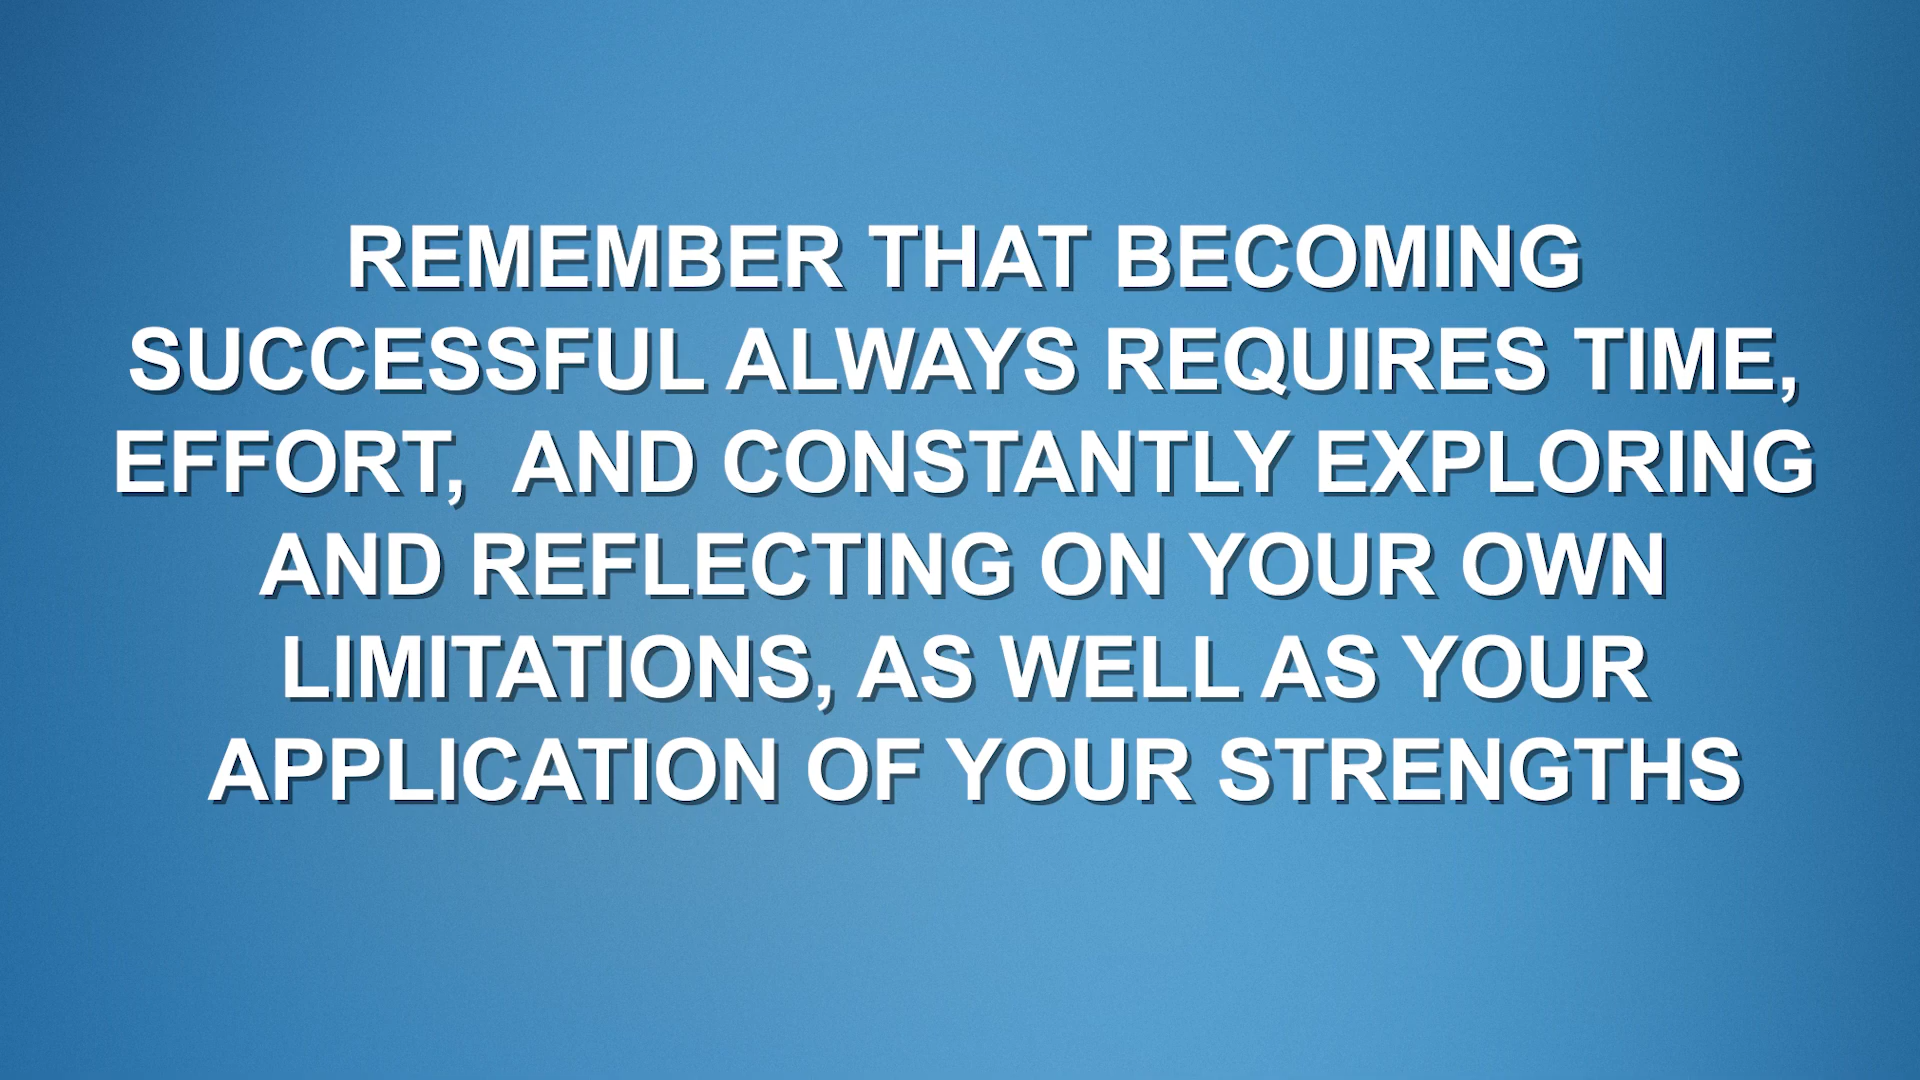 REMEMBER THAT BECOMING
SUCCESSFUL ALWAYS REQUIRES TIME,
EFFORT,  AND CONSTANTLY EXPLORING
AND REFLECTING ON YOUR OWN
LIMITATIONS, AS WELL AS YOUR
APPLICATION OF YOUR STRENGTHS